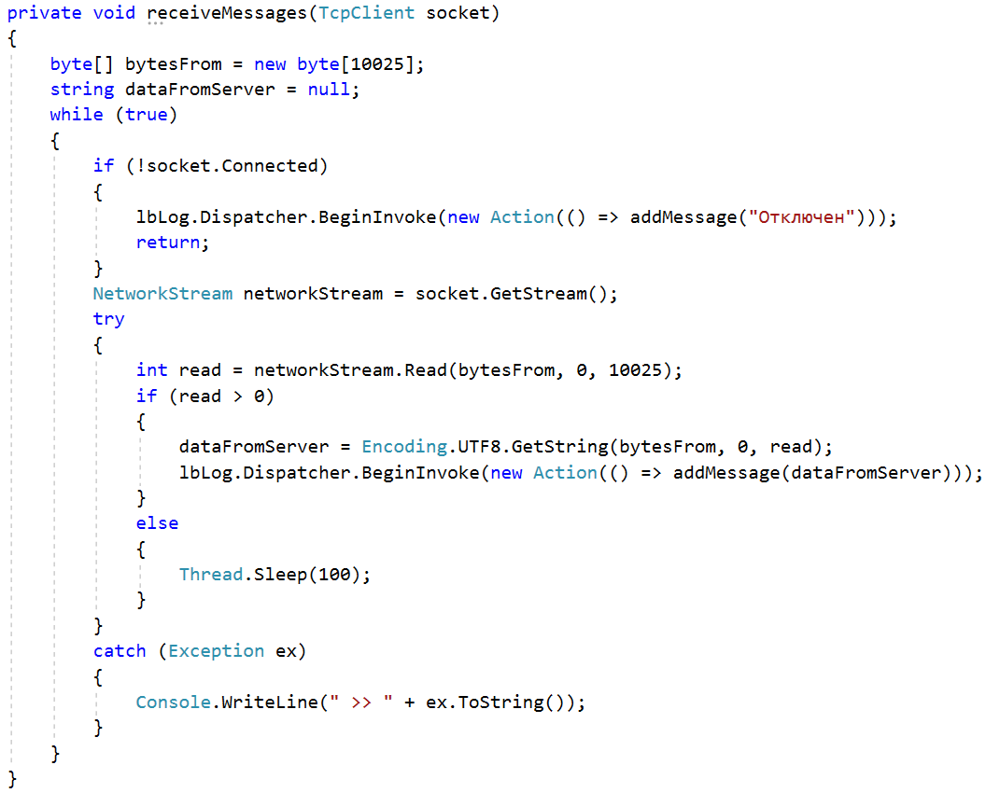 private void receiveMessages(TcpClient socket)
{
    byte[] bytesFrom = new byte[10025];
    string dataFromServer = null;
    while (true)
    {
        if (!socket.Connected)
        {
            lbLog.Dispatcher.BeginInvoke(new Action(() => addMessage("Отключен")));
            return;
        }
        NetworkStream networkStream = socket.GetStream();
        try
        {
            int read = networkStream.Read(bytesFrom, 0, 10025);
            if (read > 0)
            {
                dataFromServer = Encoding.UTF8.GetString(bytesFrom, 0, read);
                lbLog.Dispatcher.BeginInvoke(new Action(() => addMessage(dataFromServer)));
            }
            else
            {
                Thread.Sleep(100);
            }
        }
        catch (Exception ex)
        {
            Console.WriteLine(" >> " + ex.ToString());
        }
    }
}